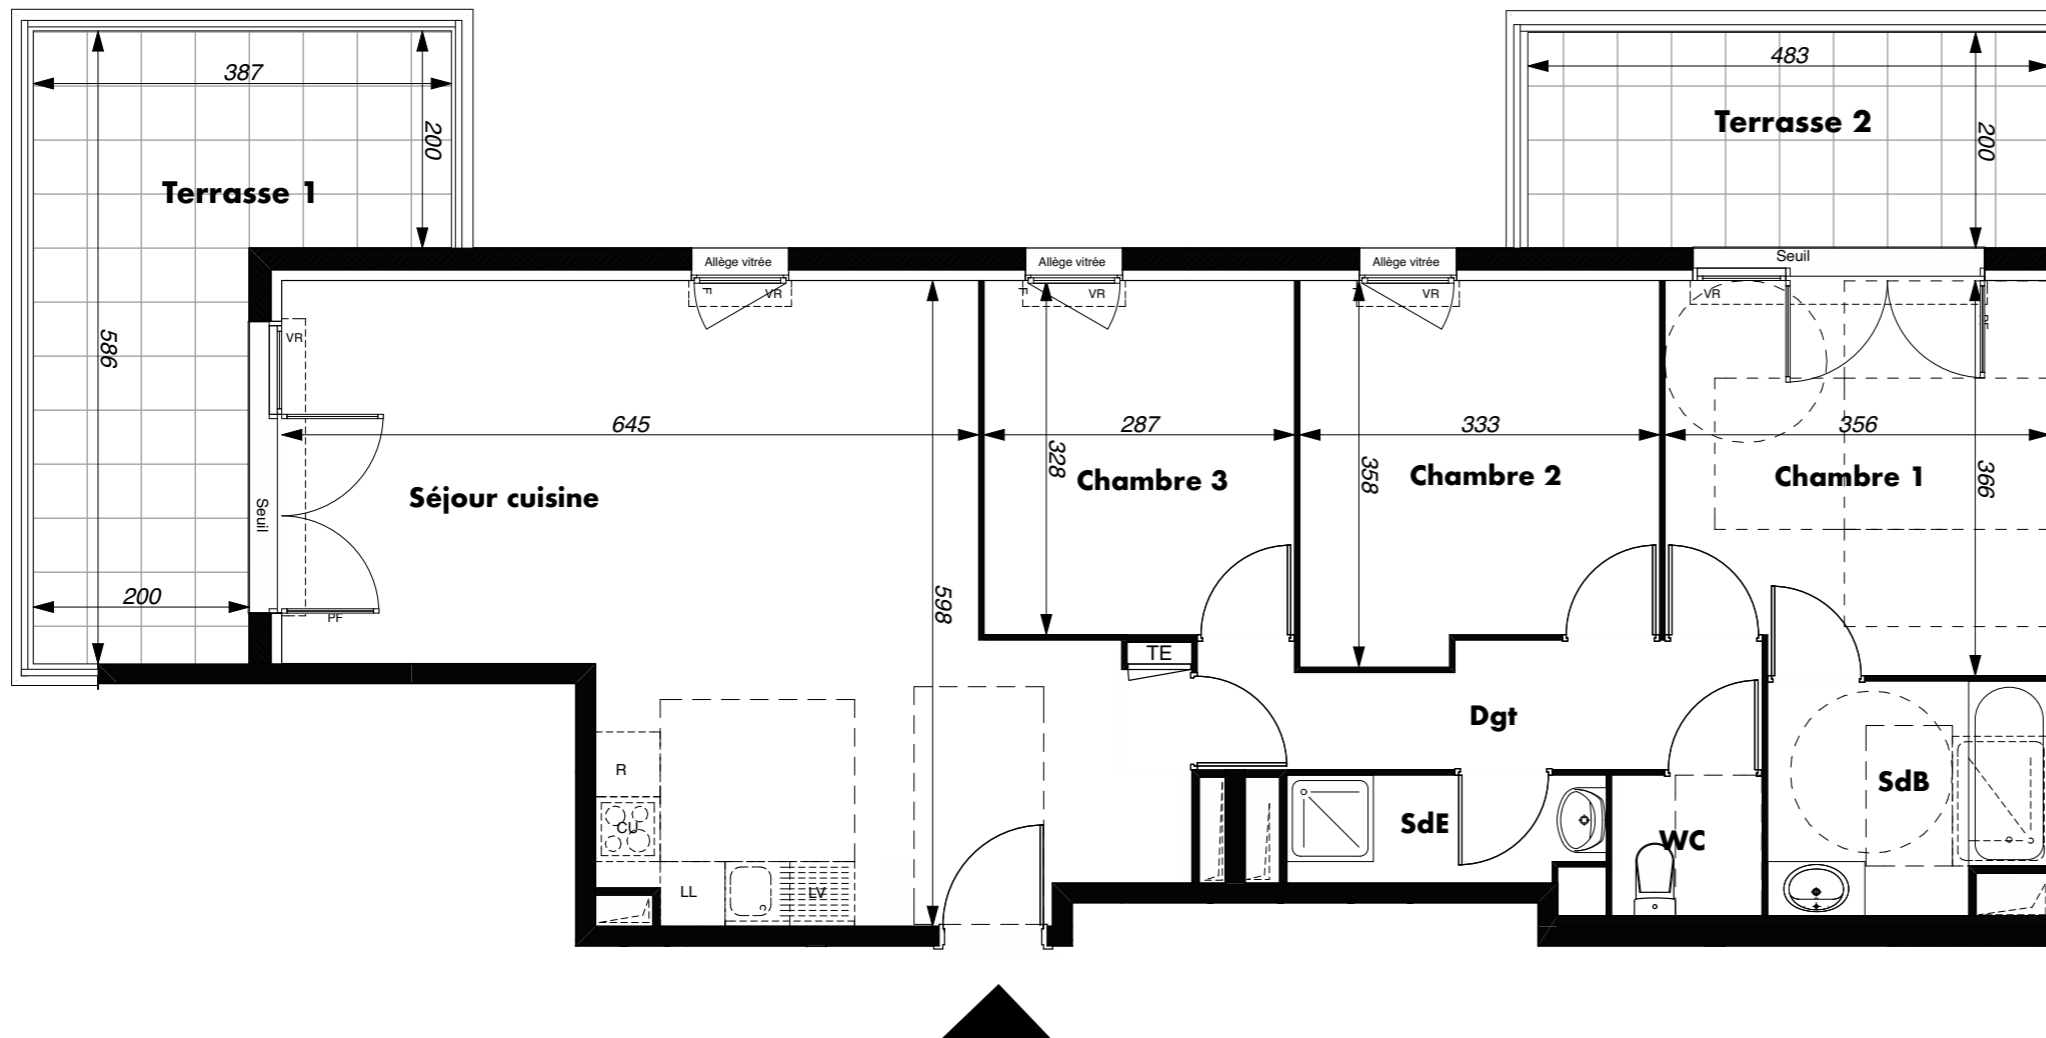 387
483
200
200
Terrasse 1
Terrasse 2
Allège vitrée
Allège vitrée
Allège vitrée
Seuil
F
VR
VR
VR
VR
VR
586
645
287
333
356
328
358
366
Séjour cuisine
Chambre 3
Chambre 2
Chambre 1
Seuil
200
PF
598
TE
Dgt
R
CU
SdE
WC
SdB
LL
LV